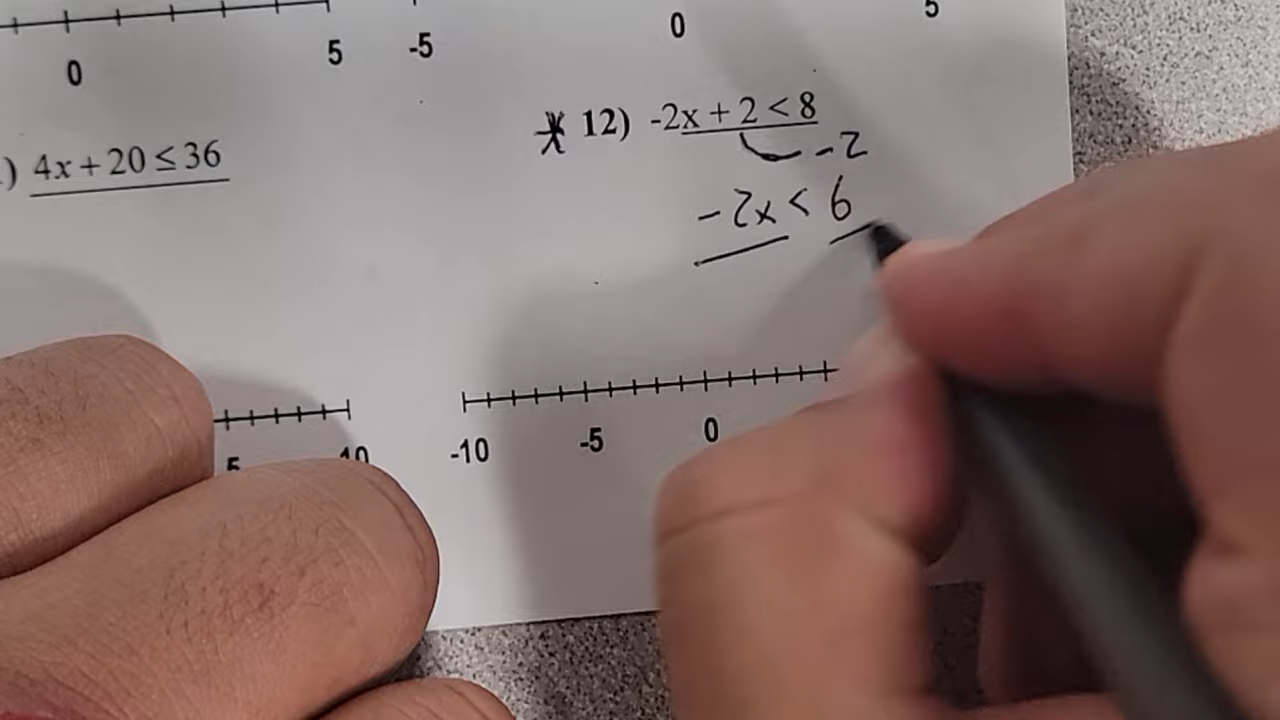 0 5 -5 0 5
12) -2x + 2 < 8
-2
) 4x + 20 ≤ 36
-2x < 6
5 10 -10 -5 0